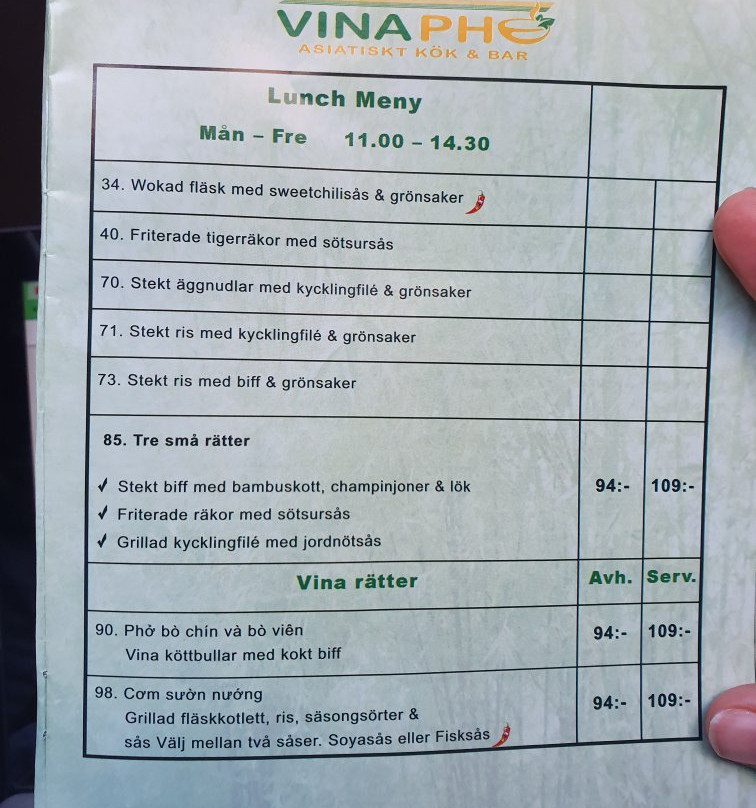 VINAPHO
ASIATISKT KÖK & BAR
Lunch Meny
Mån – Fre 11.00 – 14.30
34. Wokad fläsk med sweetchilisås & grönsaker
40. Friterade tigerräkor med sötsursås
70. Stekt äggnudlar med kycklingfilé & grönsaker
71. Stekt ris med kycklingfilé & grönsaker
73. Stekt ris med biff & grönsaker
85. Tre små rätter
✓ Stekt biff med bambuskott, champinjoner & lök 94:- 109:-
✓ Friterade räkor med sötsursås
✓ Grillad kycklingfilé med jordnötsås
Vina rätter Avh. Serv.
90. Phở bò chín và bò viên 94:- 109:-
Vina köttbullar med kokt biff
98. Cơm sườn nướng 94:- 109:-
Grillad fläskkotlett, ris, säsongsörter &
sås Välj mellan två såser. Soyasås eller Fisksås